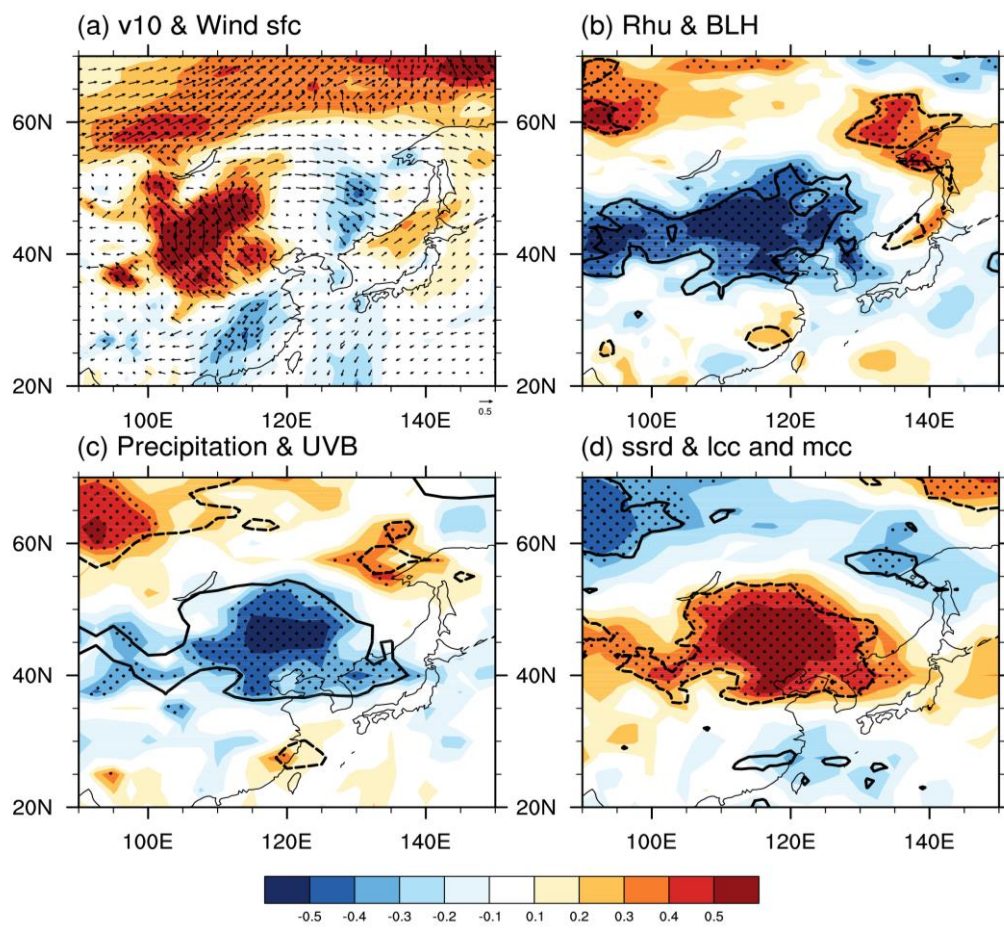 (a) v10 & Wind sfc
(b) Rhu & BLH
60N
40N
20N
100E 120E 140E
0.5
60N
40N
20N
100E 120E 140E
(c) Precipitation & UVB
(d) ssrd & lcc and mcc
60N
40N
20N
100E 120E 140E
60N
40N
20N
100E 120E 140E
-0.5 -0.4 -0.3 -0.2 -0.1 0.1 0.2 0.3 0.4 0.5